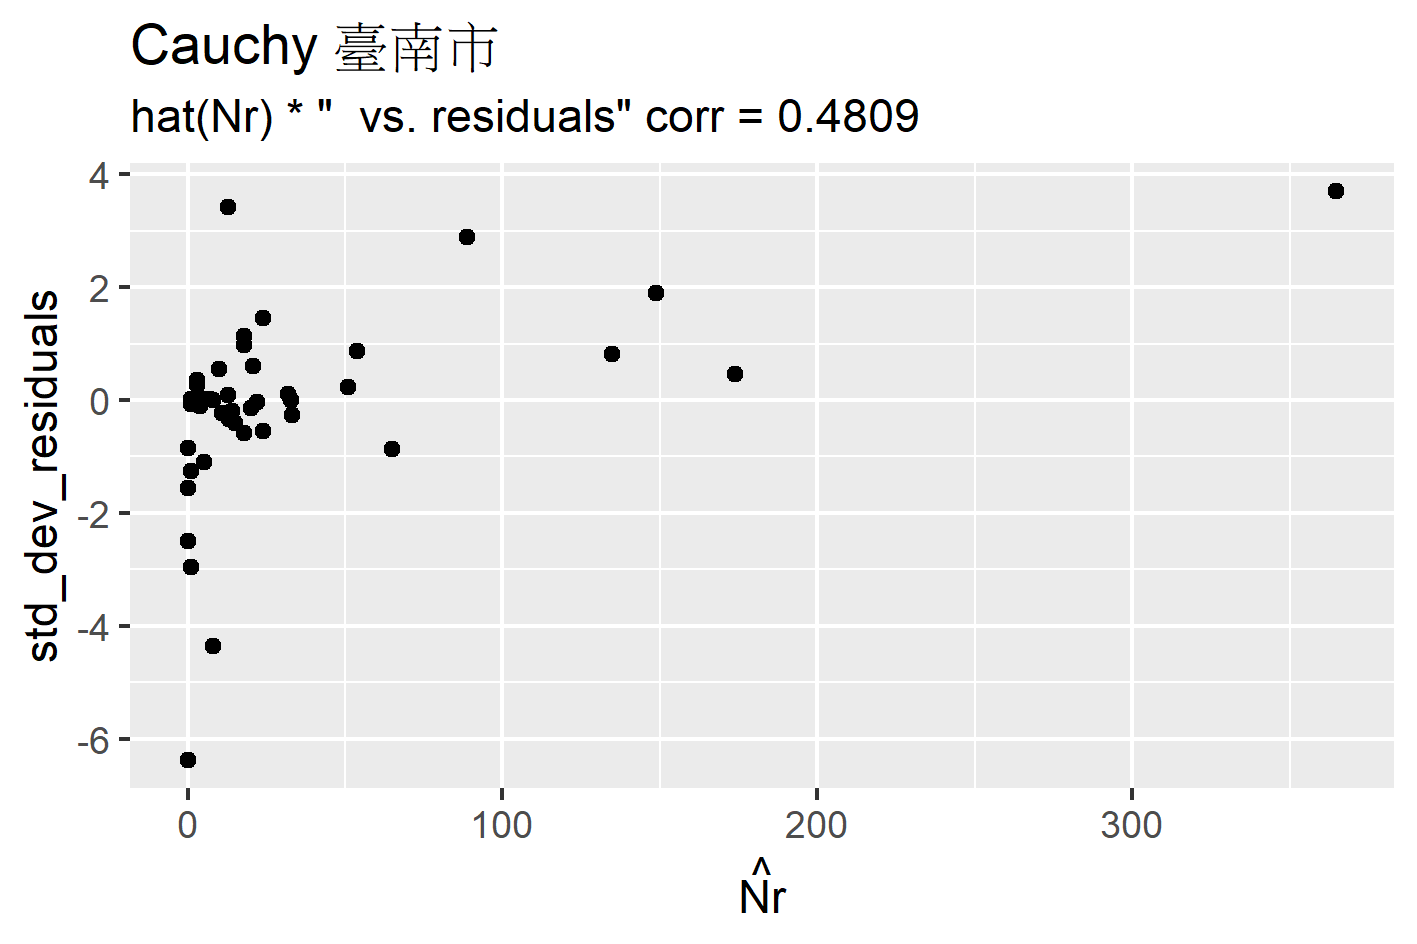 Cauchy 臺南市
hat(Nr) * "  vs. residuals" corr = 0.4809
std_dev_residuals
4
2
0
-2
-4
-6
0 100 200 300
N̂r